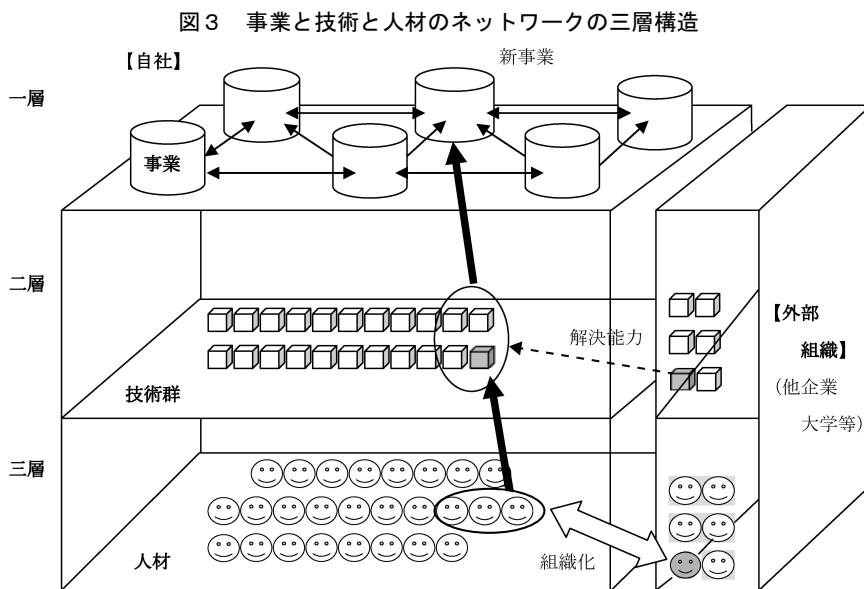 図３　事業と技術と人材のネットワークの三層構造
【自社】
新事業
一層
事業
二層
解決能力
【外部
組織】
（他企業
大学等）
技術群
三層
人材
組織化